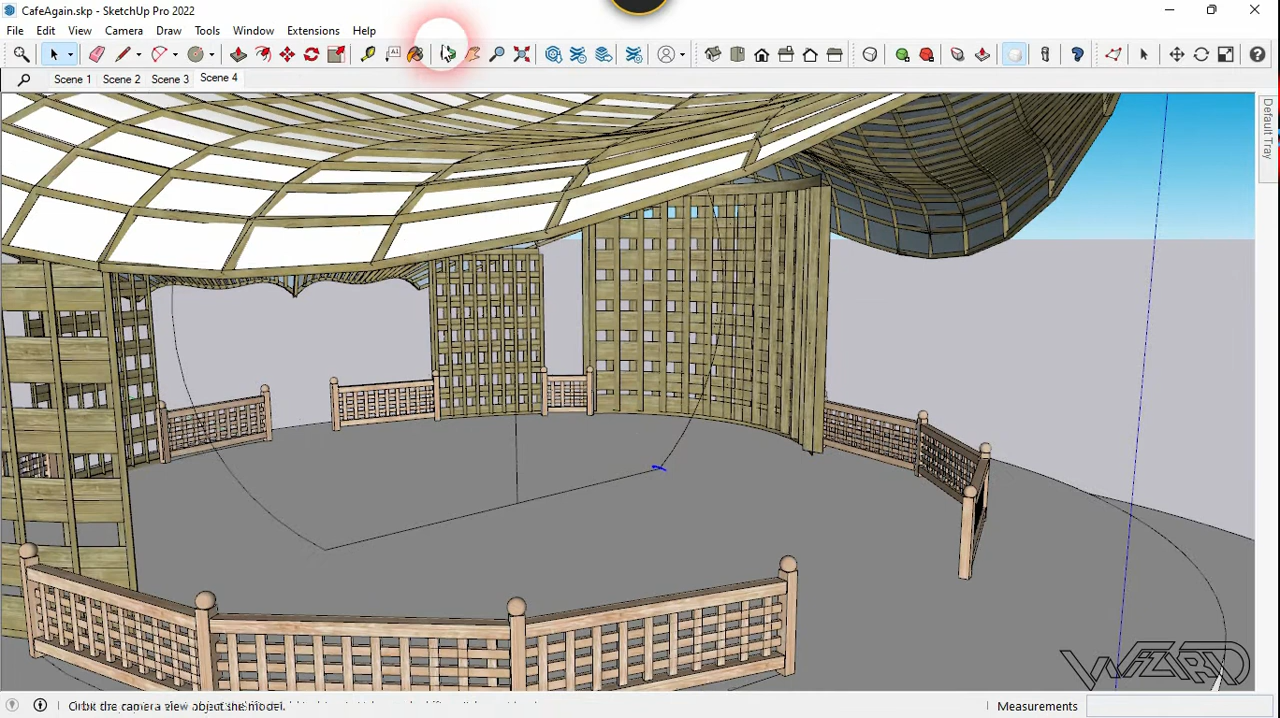 CafeAgain.skp - SketchUp Pro 2022
File Edit View Camera Draw Tools Window Extensions Help
Scene 1 Scene 2 Scene 3 Scene 4
Default Tray
WIZARD
Measurements